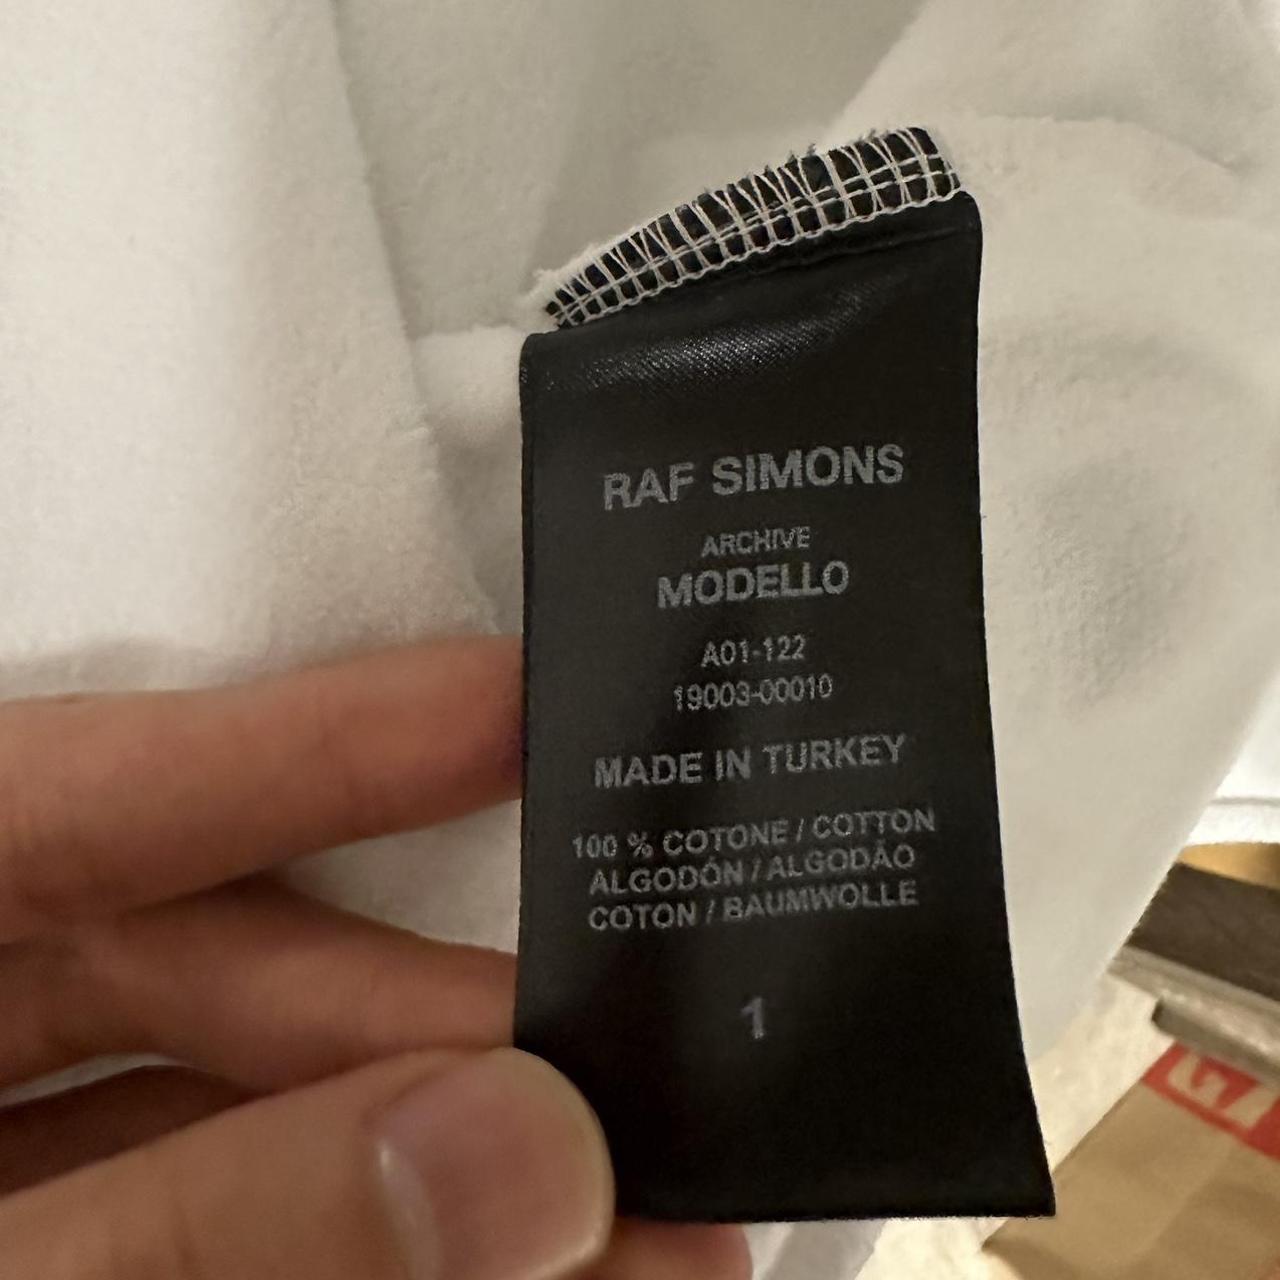 RAF SIMONS
ARCHIVE
MODELLO
A01-122
19003-00010
MADE IN TURKEY
100 % COTONE / COTTON
ALGODÓN / ALGODÃO
COTON / BAUMWOLLE
1